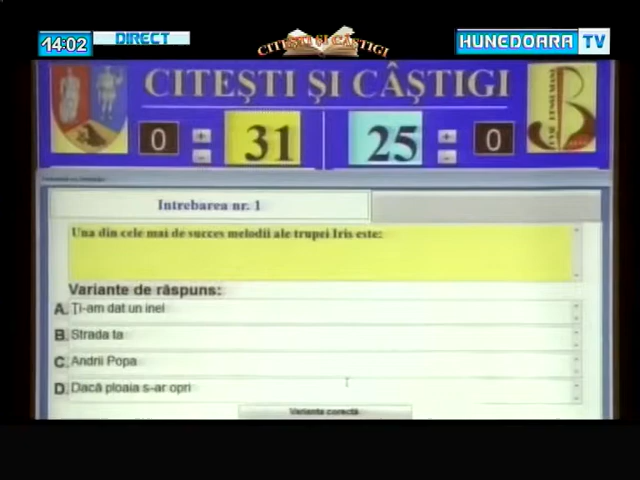 14:02 DIRECT CITEȘTI ȘI CÂȘTIGI HUNEDOARA TV
CITEȘTI ȘI CÂȘTIGI
0 + - 31 25 + - 0
Intrebarea nr. 1
Una din cele mai de succes melodii ale trupei Iris este:
Variante de răspuns:
A. Ți-am dat un inel
B. Strada ta
C. Andrii Popa
D. Dacă ploaia s-ar opri
Varianta corectă